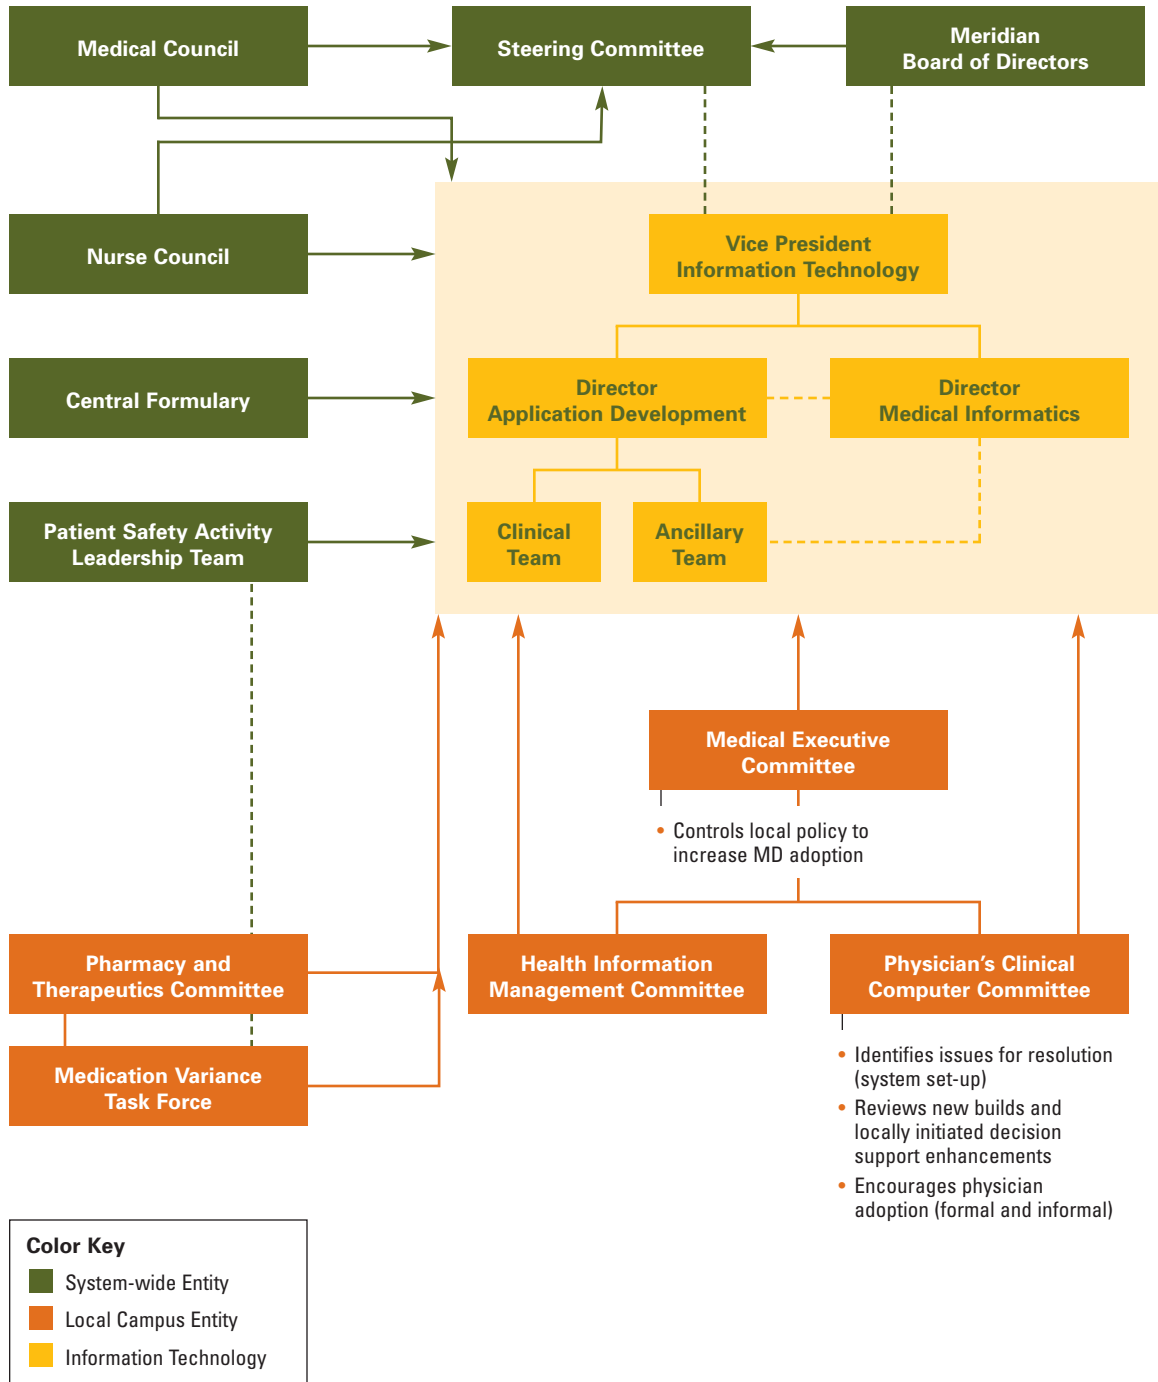 Medical Council
Steering Committee
Meridian
Board of Directors
Nurse Council
Vice President
Information Technology
Central Formulary
Director
Application Development
Director
Medical Informatics
Patient Safety Activity
Leadership Team
Clinical
Team
Ancillary
Team
Medical Executive
Committee
• Controls local policy to
increase MD adoption
Pharmacy and
Therapeutics Committee
Health Information
Management Committee
Physician’s Clinical
Computer Committee
Medication Variance
Task Force
• Identifies issues for resolution
(system set-up)
• Reviews new builds and
locally initiated decision
support enhancements
• Encourages physician
adoption (formal and informal)
Color Key
System-wide Entity
Local Campus Entity
Information Technology